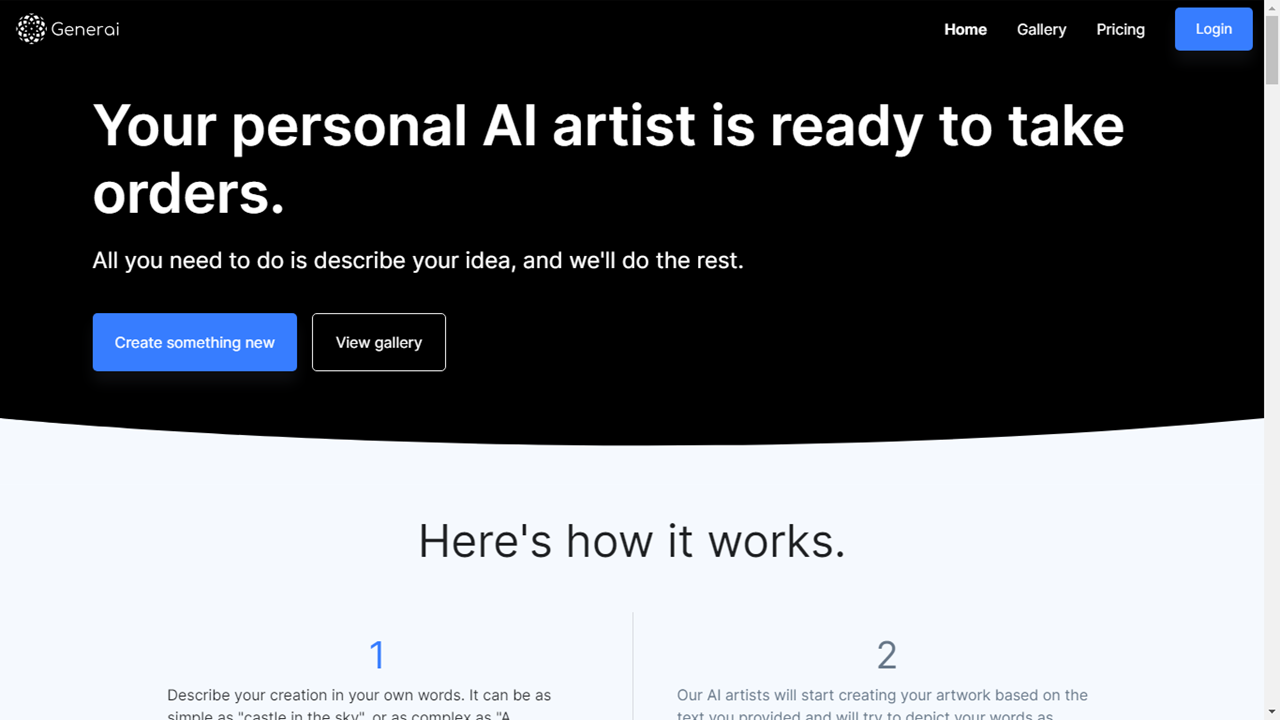 Generai
Home
Gallery
Pricing
Login
Your personal AI artist is ready to take
orders.
All you need to do is describe your idea, and we'll do the rest.
Create something new
View gallery
Here's how it works.
1
Describe your creation in your own words. It can be as
simple as "castle in the sky", or as complex as "A
2
Our AI artists will start creating your artwork based on the
text you provided and will try to depict your words as